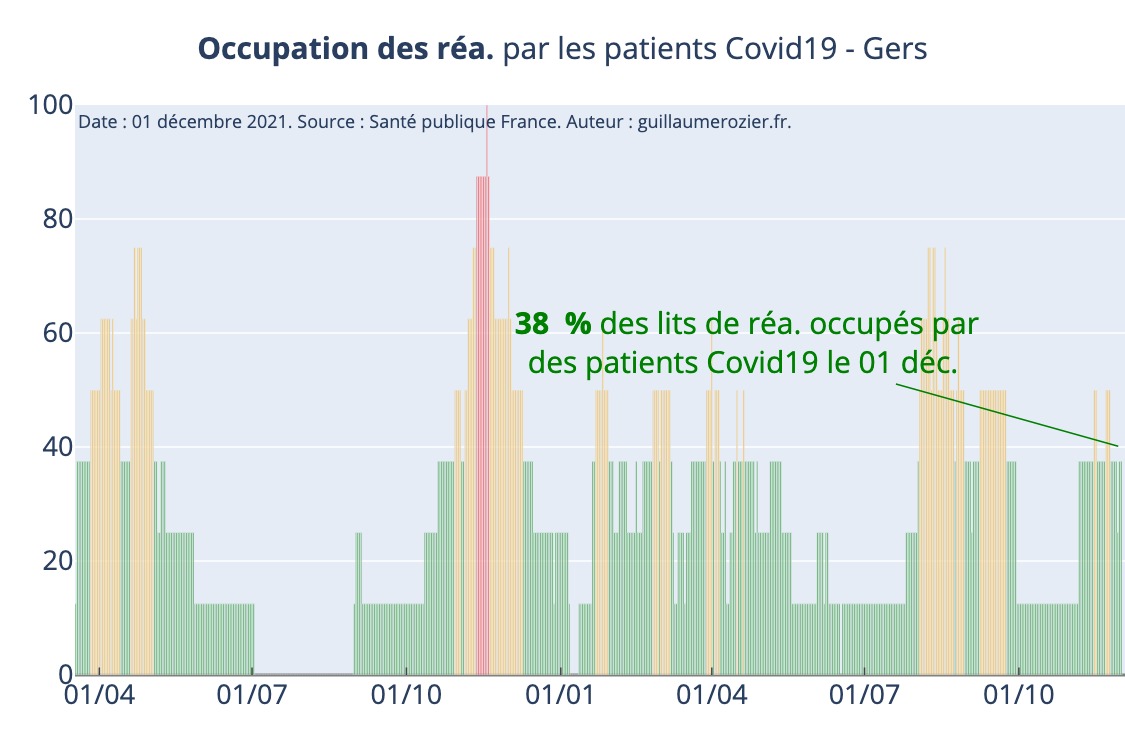 Occupation des réa. par les patients Covid19 - Gers
100
Date : 01 décembre 2021. Source : Santé publique France. Auteur : guillaumerozier.fr.
80
60
38 % des lits de réa. occupés par
des patients Covid19 le 01 déc.
40
20
0
01/04 01/07 01/10 01/01 01/04 01/07 01/10